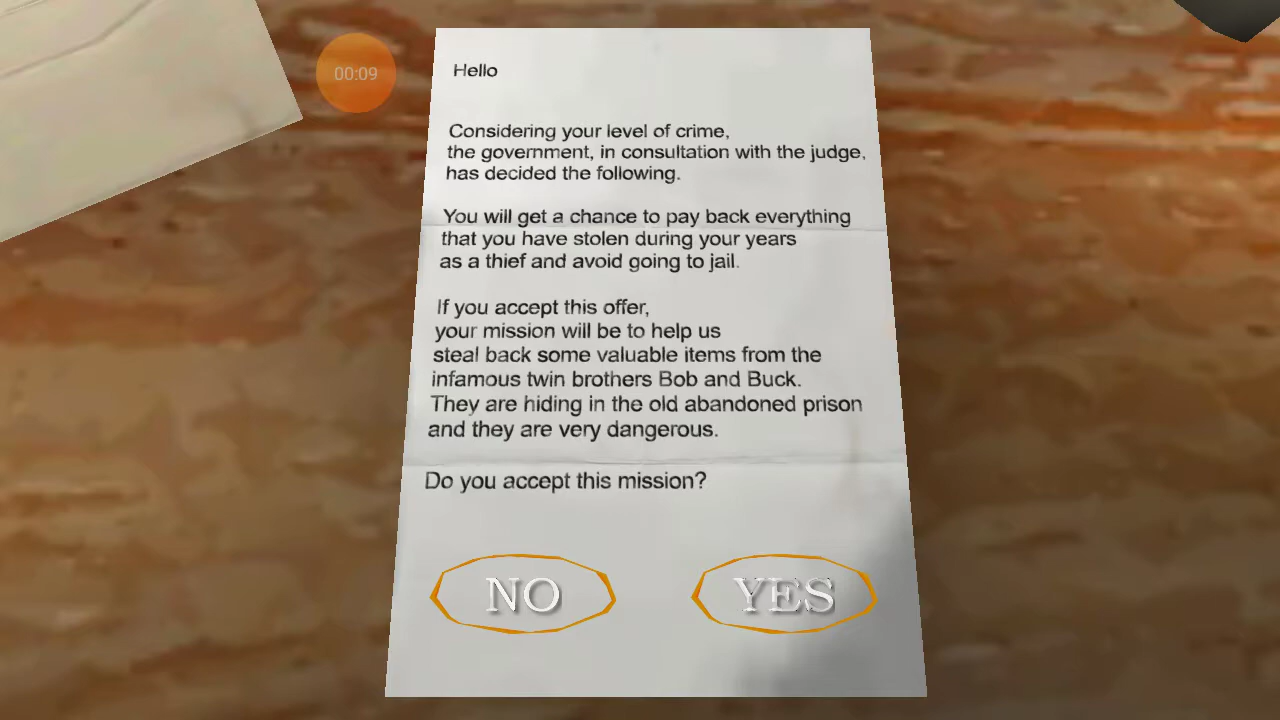 00:09
Hello
Considering your level of crime,
the government, in consultation with the judge,
has decided the following.
You will get a chance to pay back everything
that you have stolen during your years
as a thief and avoid going to jail.
If you accept this offer,
your mission will be to help us
steal back some valuable items from the
infamous twin brothers Bob and Buck.
They are hiding in the old abandoned prison
and they are very dangerous.
Do you accept this mission?
NO YES